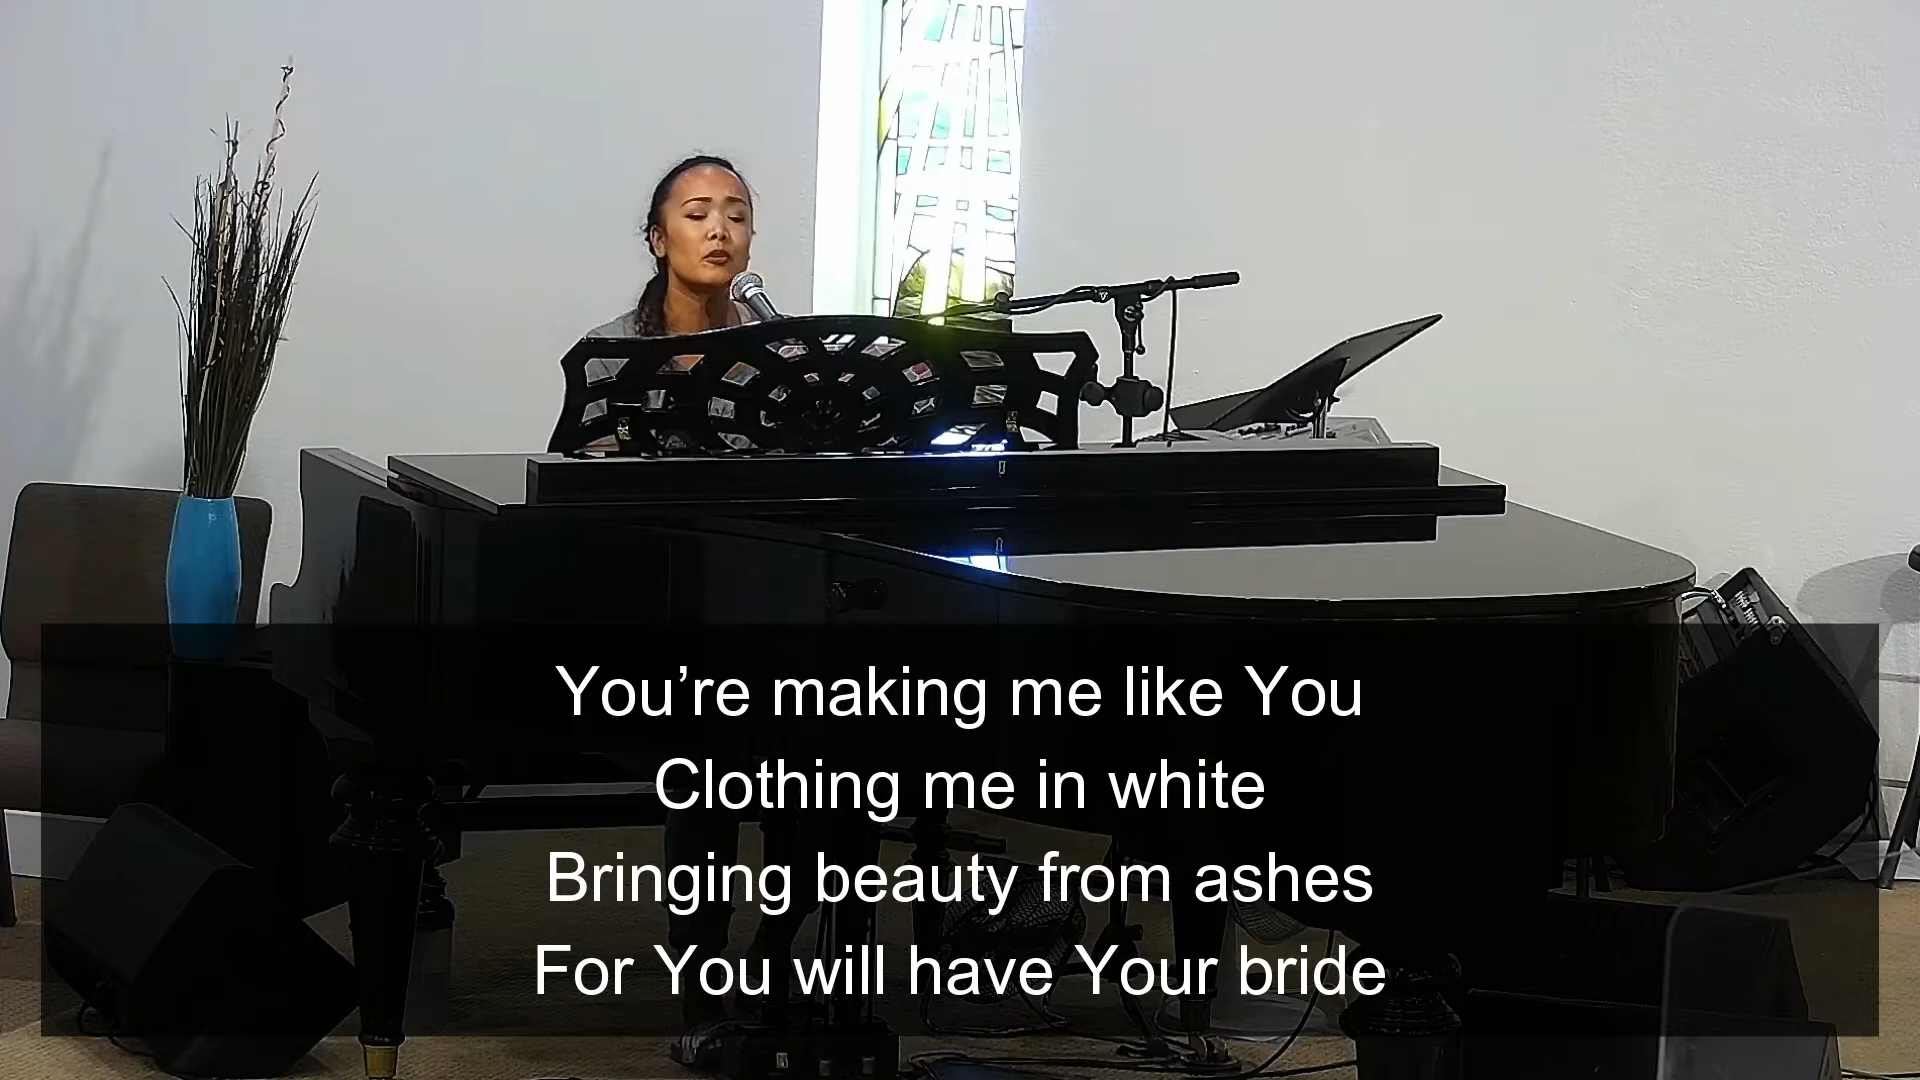 You’re making me like You
Clothing me in white
Bringing beauty from ashes
For You will have Your bride